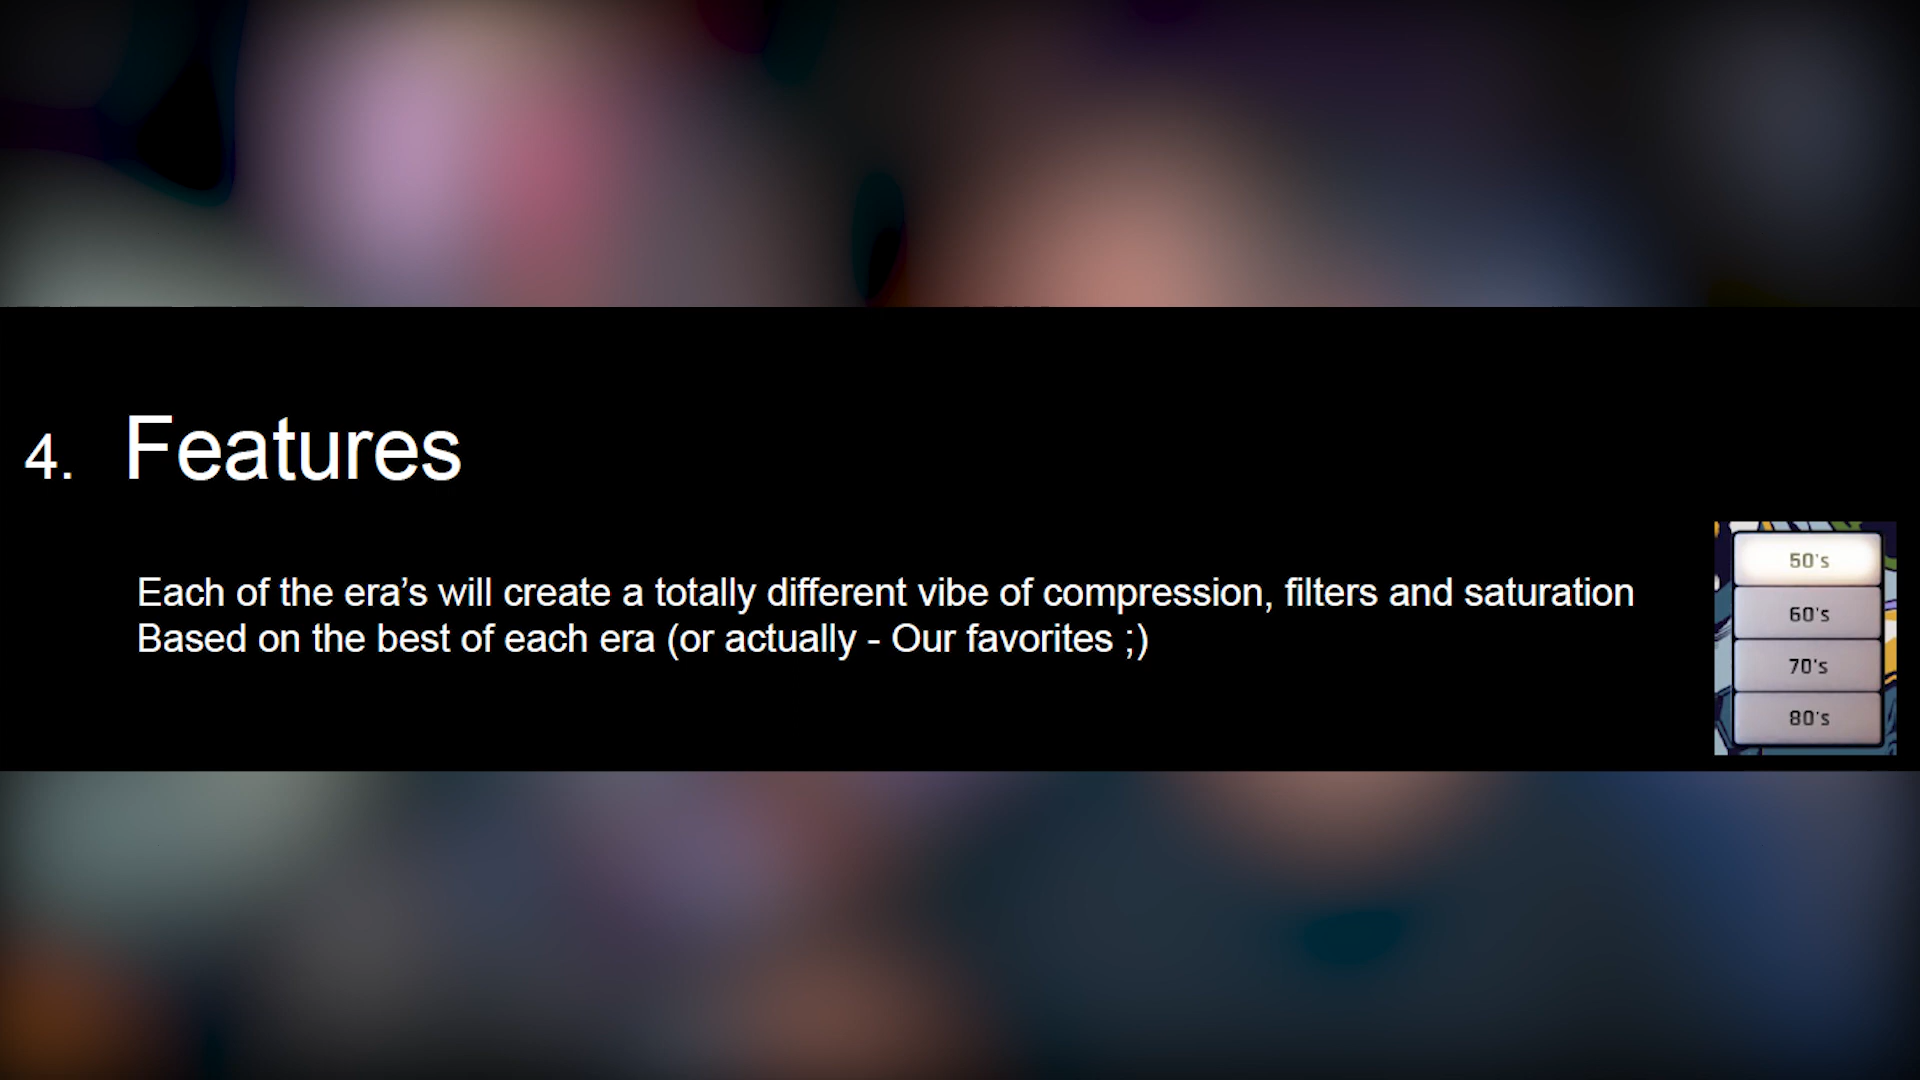 4. Features
Each of the era’s will create a totally different vibe of compression, filters and saturation
Based on the best of each era (or actually - Our favorites ;)
50's
60's
70's
80's